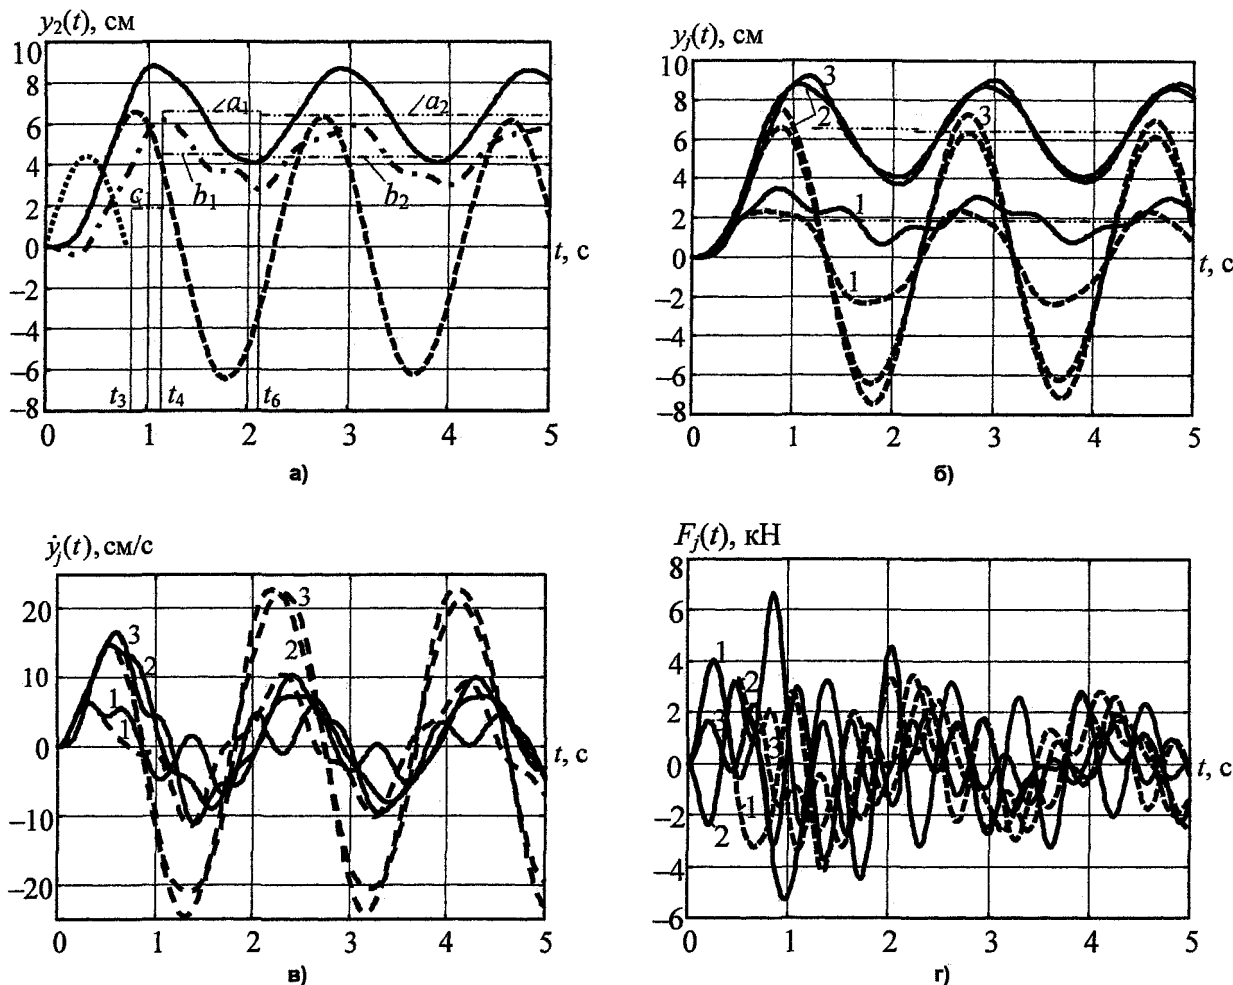 y₂(t), см
10
8
6
4
2
0
–2
–4
–6
–8
a₁
a₂
c₁
b₁
b₂
t₃
t₄
t₆
t, с
0 1 2 3 4 5
а)
yⱼ(t), см
10
8
6
4
2
0
–2
–4
–6
–8
3
2
3
1
1
t, с
0 1 2 3 4 5
б)
ẏⱼ(t), см/с
20
10
0
–10
–20
3
2
1
1
3
2
t, с
0 1 2 3 4 5
в)
Fⱼ(t), кН
8
6
4
2
0
–2
–4
–6
1
2
3
3
1
2
t, с
0 1 2 3 4 5
г)